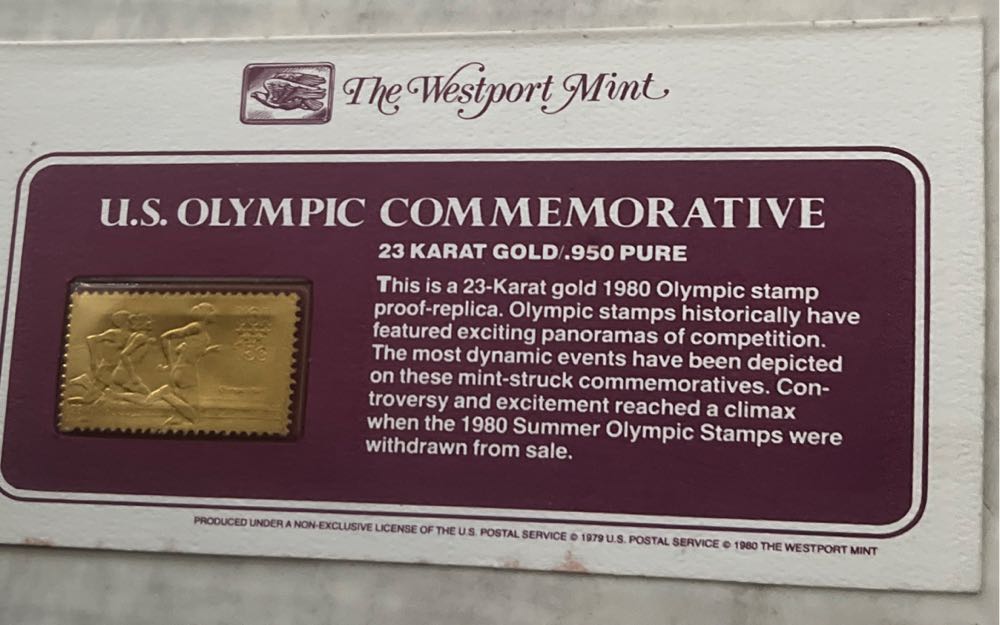 The Westport Mint
U.S. OLYMPIC COMMEMORATIVE
23 KARAT GOLD/.950 PURE
This is a 23-Karat gold 1980 Olympic stamp
proof-replica. Olympic stamps historically have
featured exciting panoramas of competition.
The most dynamic events have been depicted
on these mint-struck commemoratives. Con-
troversy and excitement reached a climax
when the 1980 Summer Olympic Stamps were
withdrawn from sale.
PRODUCED UNDER A NON-EXCLUSIVE LICENSE OF THE U.S. POSTAL SERVICE © 1979 U.S. POSTAL SERVICE © 1980 THE WESTPORT MINT